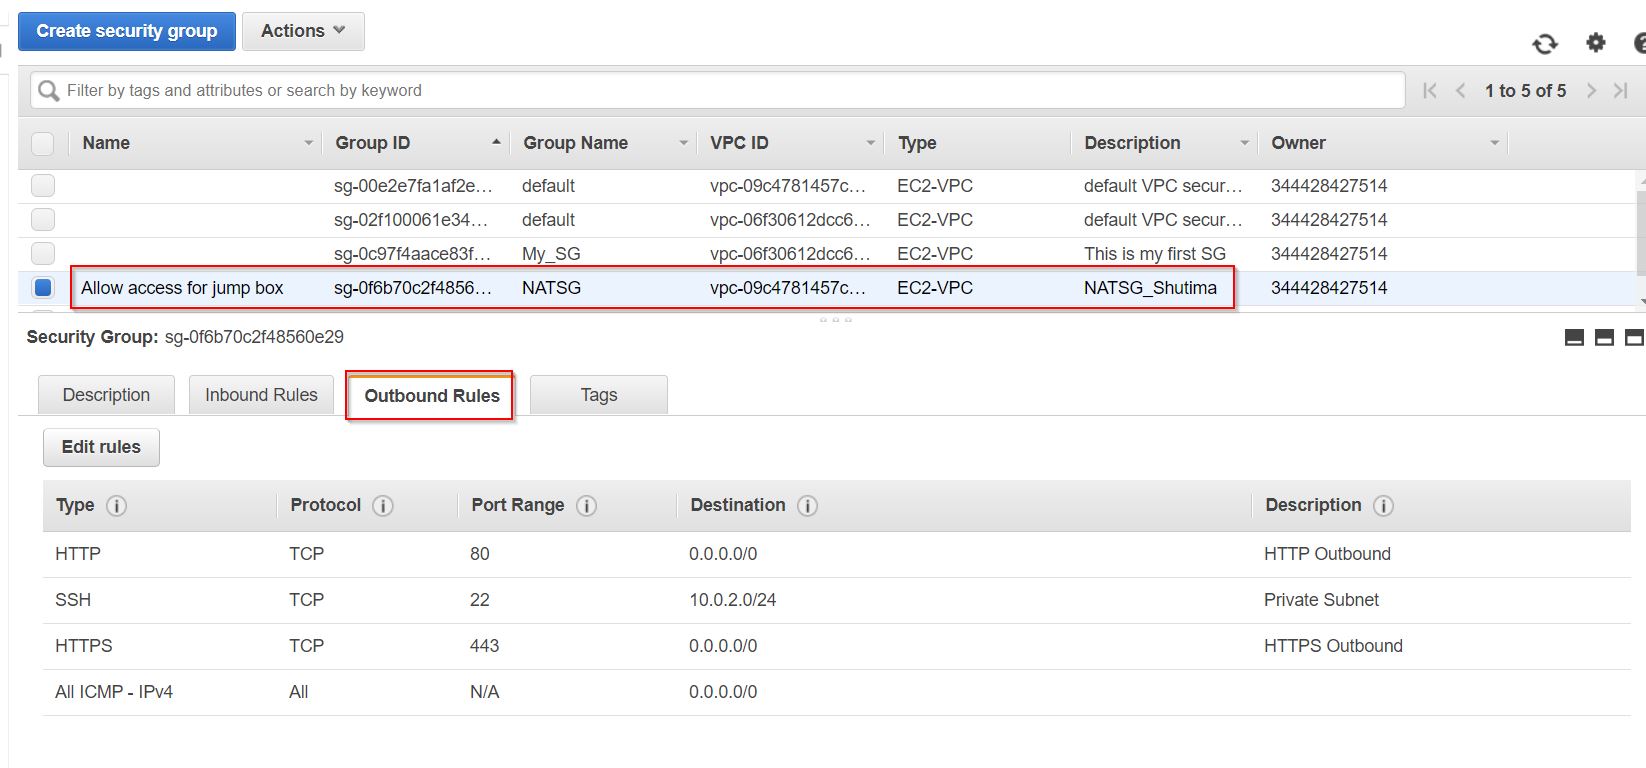 Create security group Actions
Filter by tags and attributes or search by keyword 1 to 5 of 5
Name Group ID Group Name VPC ID Type Description Owner
sg-00e2e7fa1af2e... default vpc-09c4781457c... EC2-VPC default VPC secur... 344428427514
sg-02f100061e34... default vpc-06f30612dcc6... EC2-VPC default VPC secur... 344428427514
sg-0c97f4aace83f... My_SG vpc-06f30612dcc6... EC2-VPC This is my first SG 344428427514
Allow access for jump box sg-0f6b70c2f4856... NATSG vpc-09c4781457c... EC2-VPC NATSG_Shutima 344428427514
Security Group: sg-0f6b70c2f48560e29
Description Inbound Rules Outbound Rules Tags
Edit rules
Type Protocol Port Range Destination Description
HTTP TCP 80 0.0.0.0/0 HTTP Outbound
SSH TCP 22 10.0.2.0/24 Private Subnet
HTTPS TCP 443 0.0.0.0/0 HTTPS Outbound
All ICMP - IPv4 All N/A 0.0.0.0/0